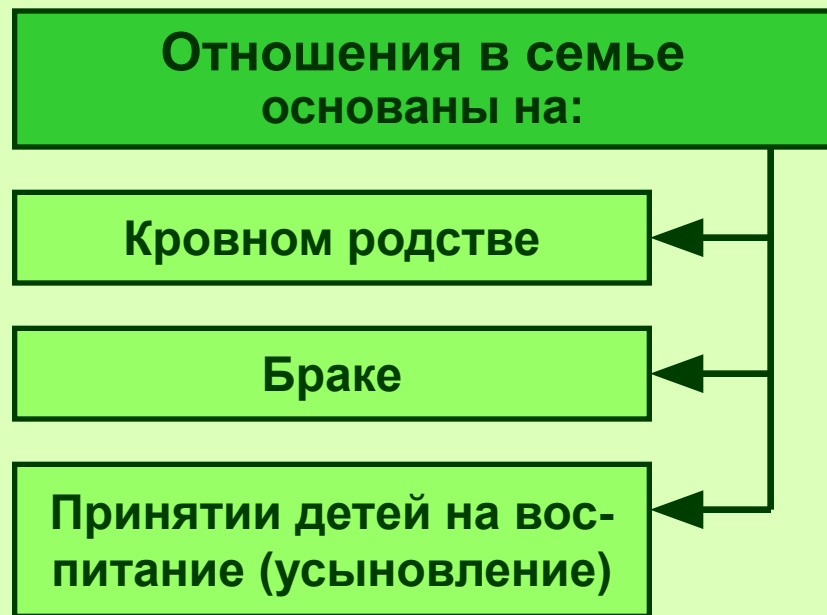 Отношения в семье
основаны на:
Кровном родстве
Браке
Принятии детей на вос-
питание (усыновление)